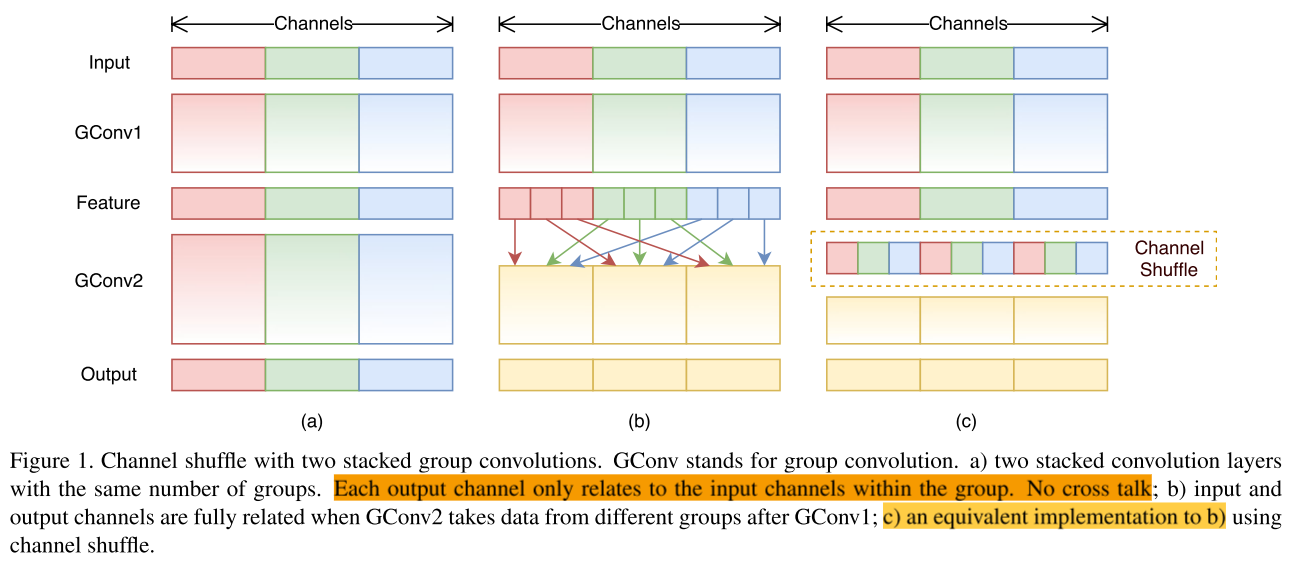 Channels Channels Channels
Input
GConv1
Feature
GConv2
Channel
Shuffle
Output
(a) (b) (c)
Figure 1. Channel shuffle with two stacked group convolutions. GConv stands for group convolution. a) two stacked convolution layers
with the same number of groups. Each output channel only relates to the input channels within the group. No cross talk; b) input and
output channels are fully related when GConv2 takes data from different groups after GConv1; c) an equivalent implementation to b) using
channel shuffle.